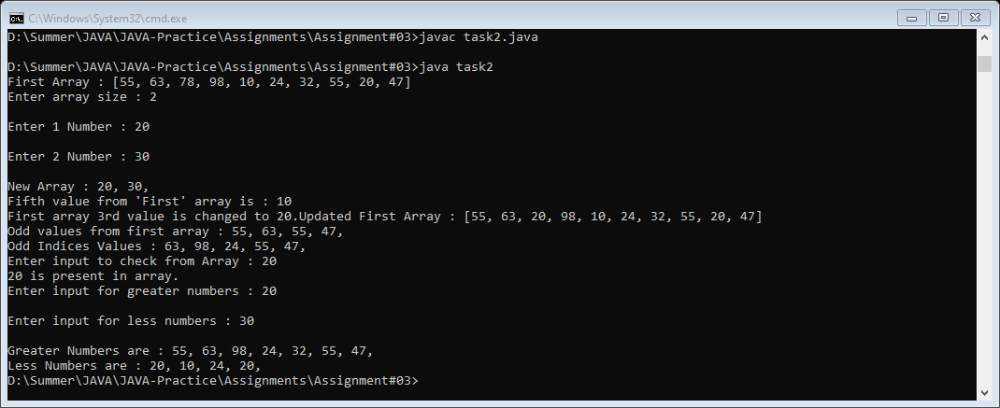 C:\Windows\System32\cmd.exe
D:\Summer\JAVA\JAVA-Practice\Assignments\Assignment#03>javac task2.java
D:\Summer\JAVA\JAVA-Practice\Assignments\Assignment#03>java task2
First Array : [55, 63, 78, 98, 10, 24, 32, 55, 20, 47]
Enter array size : 2
Enter 1 Number : 20
Enter 2 Number : 30
New Array : 20, 30,
Fifth value from 'First' array is : 10
First array 3rd value is changed to 20.Updated First Array : [55, 63, 20, 98, 10, 24, 32, 55, 20, 47]
Odd values from first array : 55, 63, 55, 47,
Odd Indices Values : 63, 98, 24, 55, 47,
Enter input to check from Array : 20
20 is present in array.
Enter input for greater numbers : 20
Enter input for less numbers : 30
Greater Numbers are : 55, 63, 98, 24, 32, 55, 47,
Less Numbers are : 20, 10, 24, 20,
D:\Summer\JAVA\JAVA-Practice\Assignments\Assignment#03>